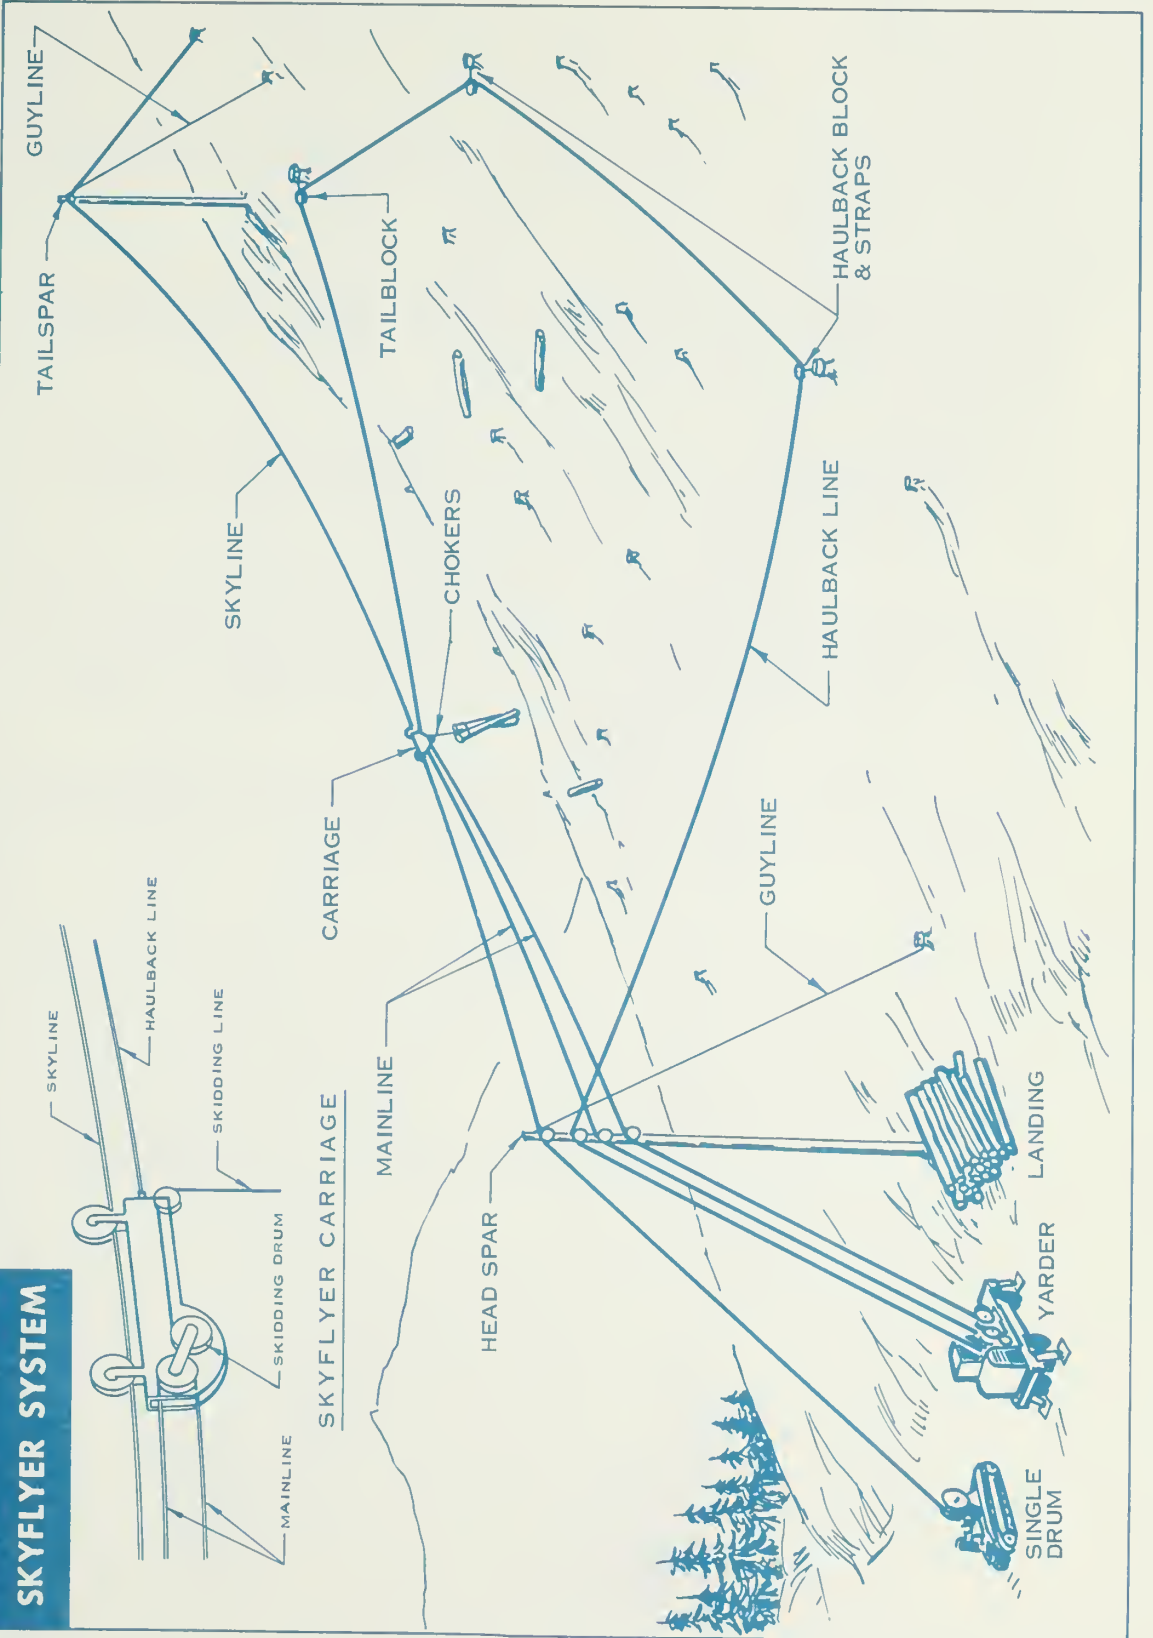 SKYFLYER SYSTEM
SKYLINE
HAULBACK LINE
SKIDDING LINE
SKIDDING DRUM
MAINLINE
SKYFLYER CARRIAGE
GUYLINE
TAILSPAR
SKYLINE
TAILBLOCK
CARRIAGE
CHOKERS
MAINLINE
HEAD SPAR
HAULBACK BLOCK
& STRAPS
HAULBACK LINE
GUYLINE
SINGLE
DRUM
YARDER
LANDING